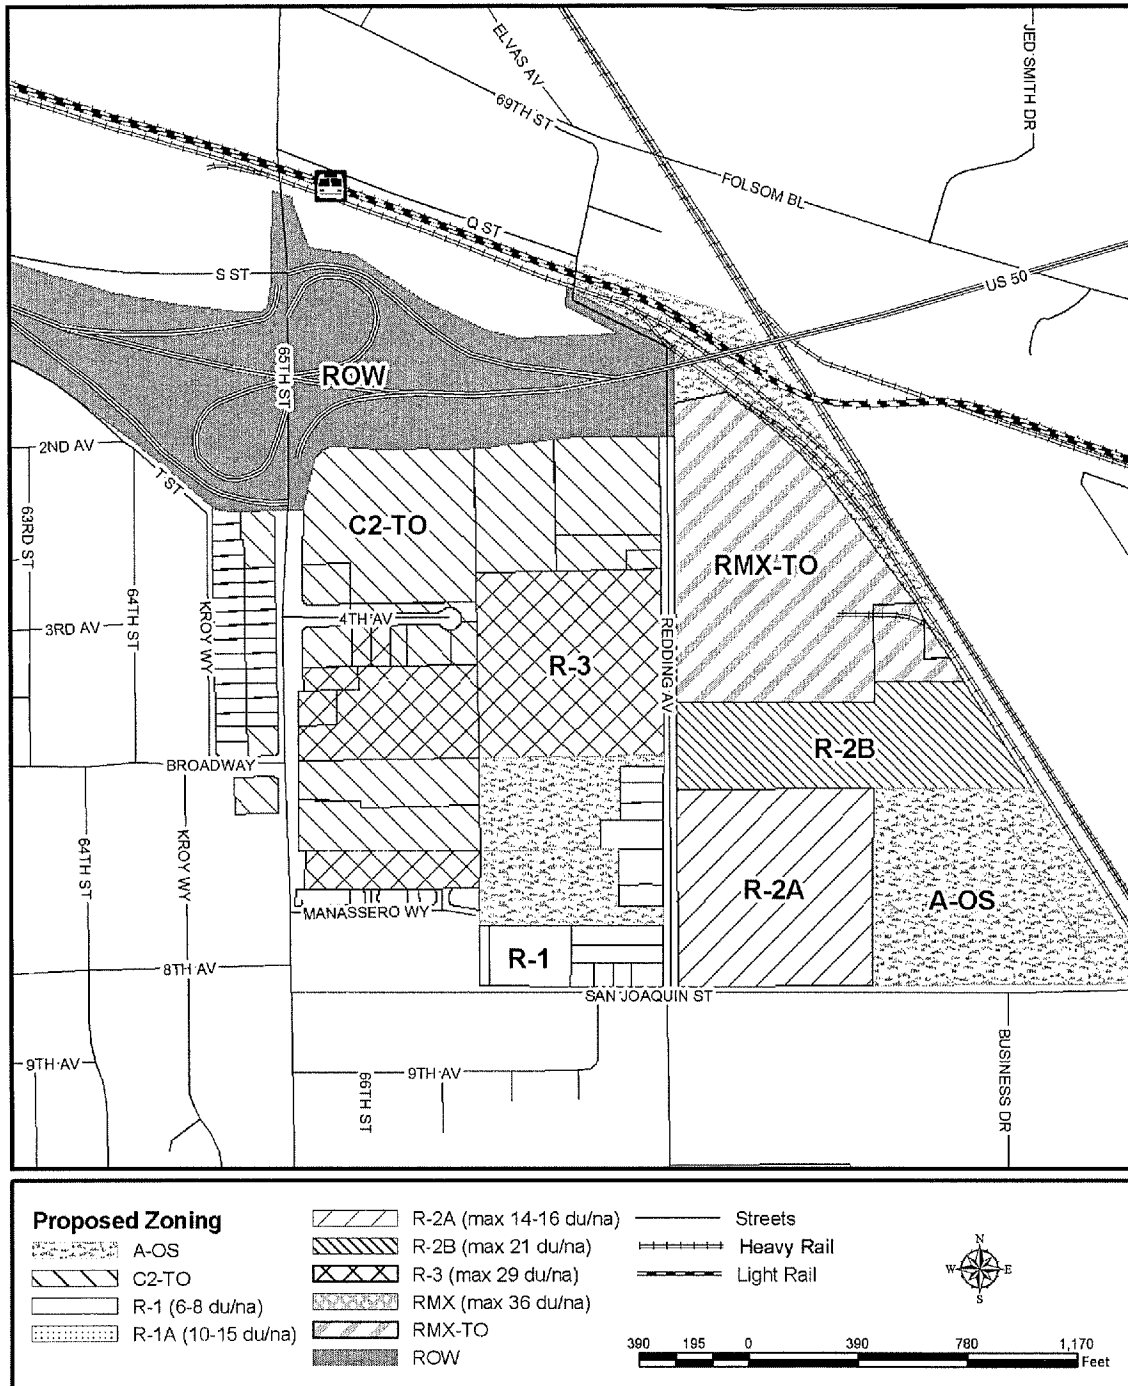 ELVAS AV
69TH ST
JED SMITH DR
FOLSOM BL
Q ST
S ST
US 50
65TH ST
ROW
2ND AV
T ST
63RD ST
C2-TO
RMX-TO
64TH ST
KROY WY
3RD AV
4TH AV
REDDING AV
R-3
R-2B
BROADWAY
64TH ST
KROY WY
R-2A
A-OS
MANASSERO WY
R-1
8TH AV
SAN JOAQUIN ST
9TH AV
66TH ST
9TH AV
BUSINESS DR
Proposed Zoning
A-OS
C2-TO
R-1 (6-8 du/na)
R-1A (10-15 du/na)
R-2A (max 14-16 du/na)
R-2B (max 21 du/na)
R-3 (max 29 du/na)
RMX (max 36 du/na)
RMX-TO
ROW
Streets
Heavy Rail
Light Rail
N
W E
S
390 195 0 390 780 1,170
Feet